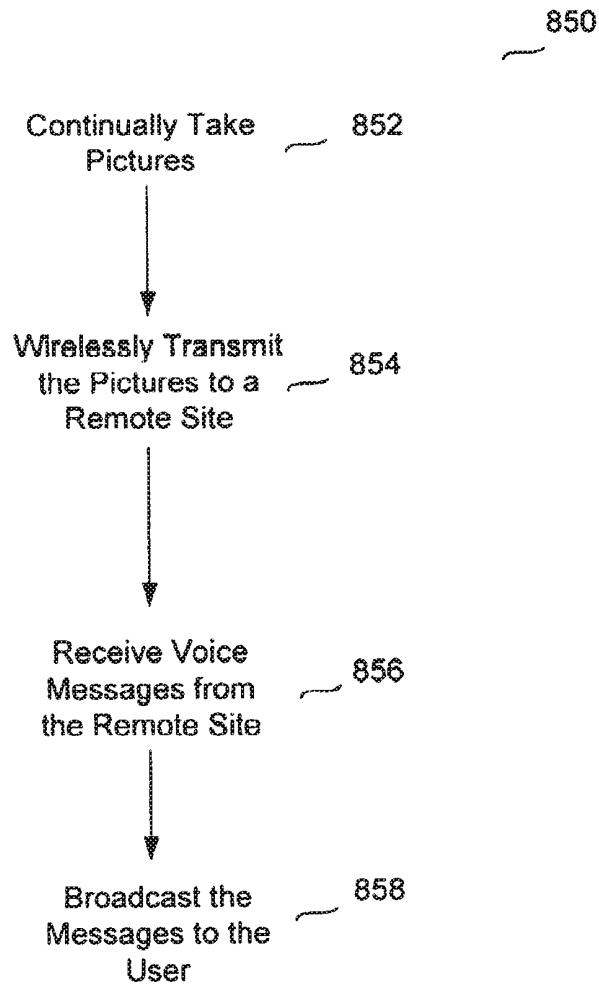 850
Continually Take
Pictures
852
Wirelessly Transmit
the Pictures to a
Remote Site
854
Receive Voice
Messages from
the Remote Site
856
Broadcast the
Messages to the
User
858